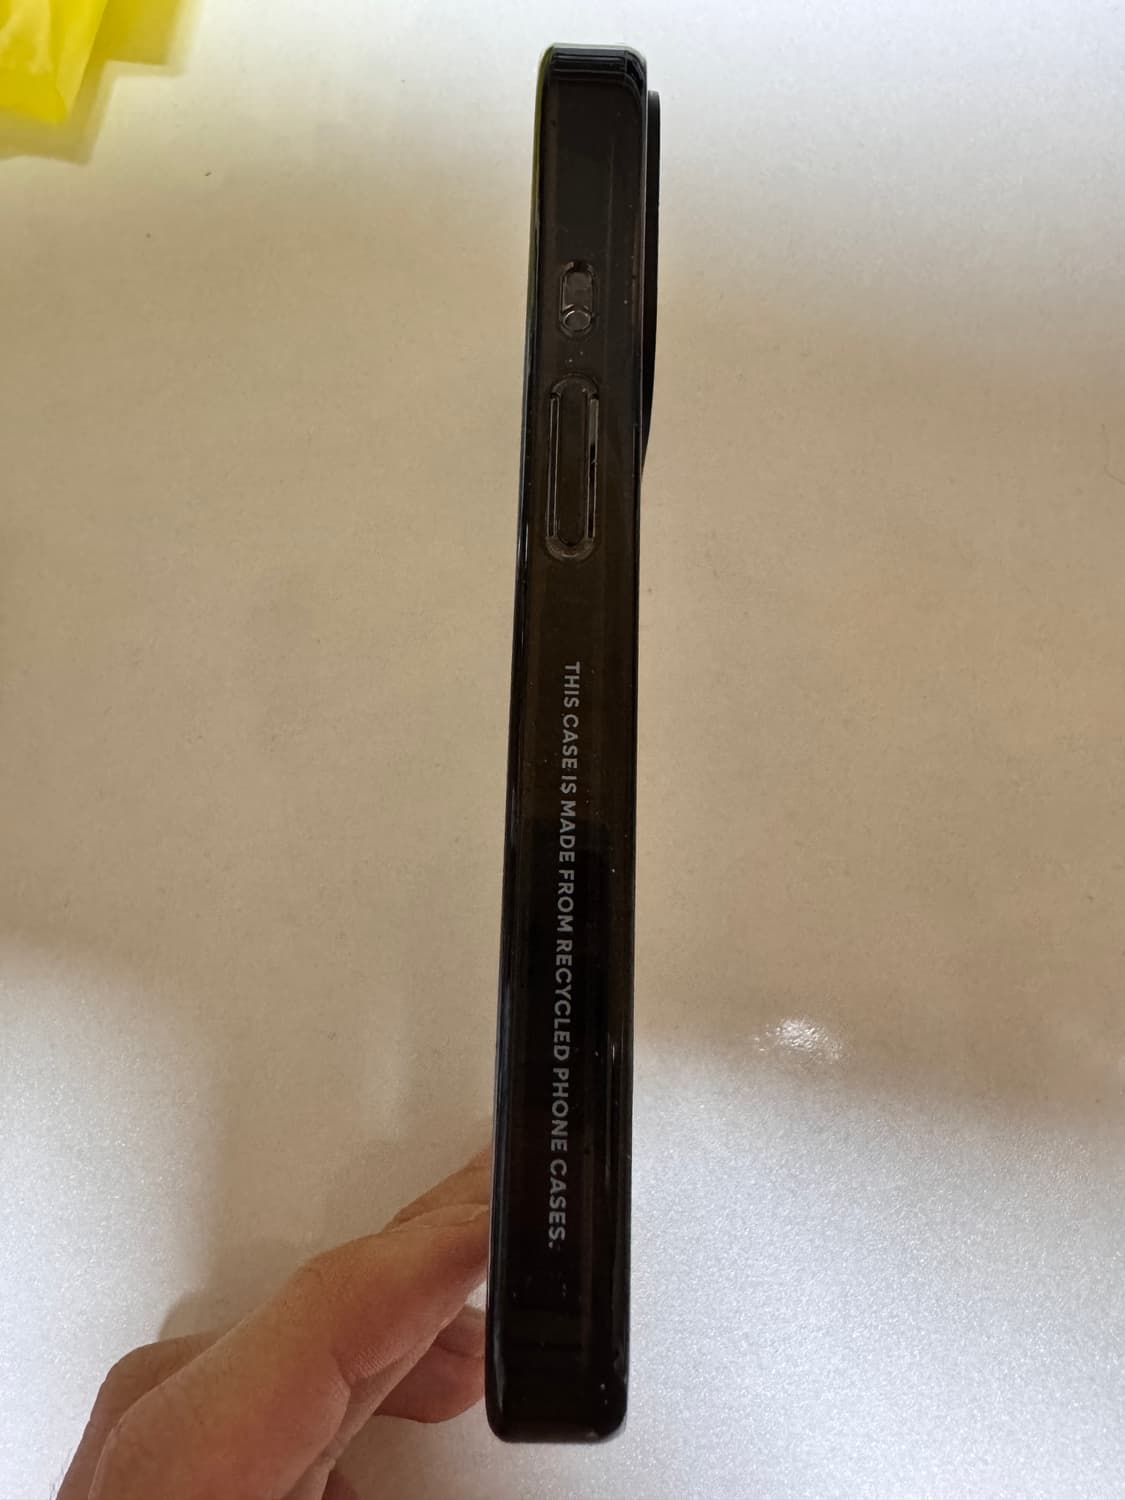 THIS CASE IS MADE FROM RECYCLED PHONE CASES.